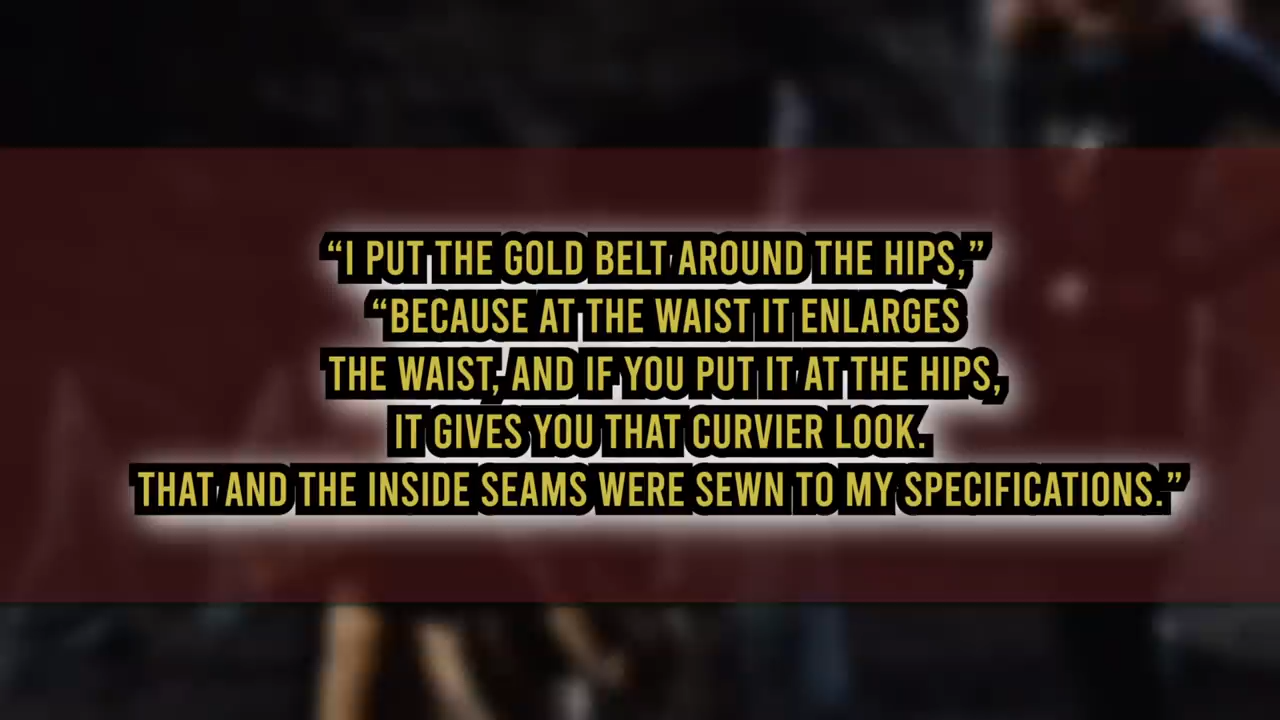 “I PUT THE GOLD BELT AROUND THE HIPS,”
“BECAUSE AT THE WAIST IT ENLARGES
THE WAIST, AND IF YOU PUT IT AT THE HIPS,
IT GIVES YOU THAT CURVIER LOOK.
THAT AND THE INSIDE SEAMS WERE SEWN TO MY SPECIFICATIONS.”